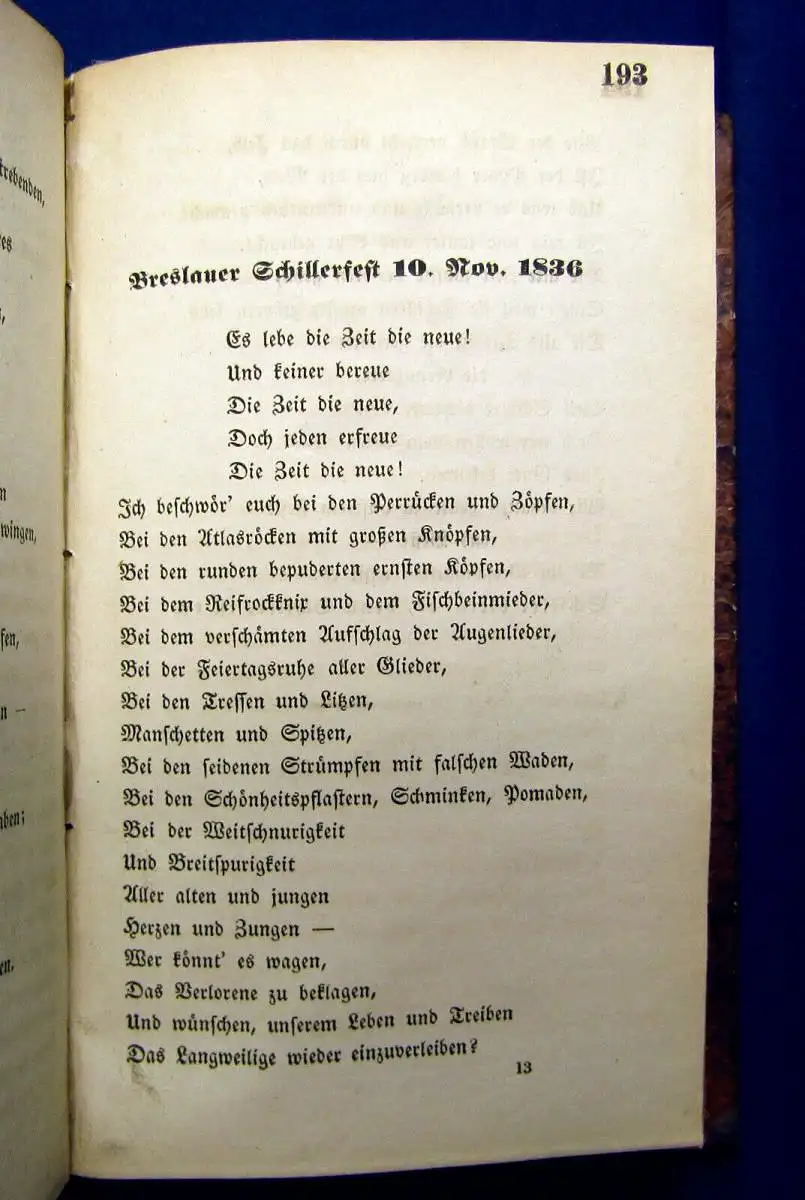 193
Breslauer Schillerfest 10. Nov. 1836
Es lebe die Zeit die neue!
Und keiner bereue
Die Zeit die neue,
Doch jeden erfreue
Die Zeit die neue!
Ich beschwör' euch bei den Perrücken und Zöpfen,
Bei den Atlasröcken mit großen Knöpfen,
Bei den runden bepuderten ernsten Köpfen,
Bei dem Reifrockknix und dem Fischbeinmieder,
Bei dem verschämten Aufschlag der Augenlieder,
Bei der Feiertagsruhe aller Glieder,
Bei den Tressen und Litzen,
Manschetten und Spitzen,
Bei den seidenen Strümpfen mit falschen Waden,
Bei den Schönheitspflastern, Schminken, Pomaden,
Bei der Weitschnurigkeit
Und Breitspurigkeit
Aller alten und jungen
Herzen und Zungen —
Wer könnt' es wagen,
Das Verlorene zu beklagen,
Und wünschen, unserem Leben und Treiben
Das Langweilige wieder einzuverleiben?
13